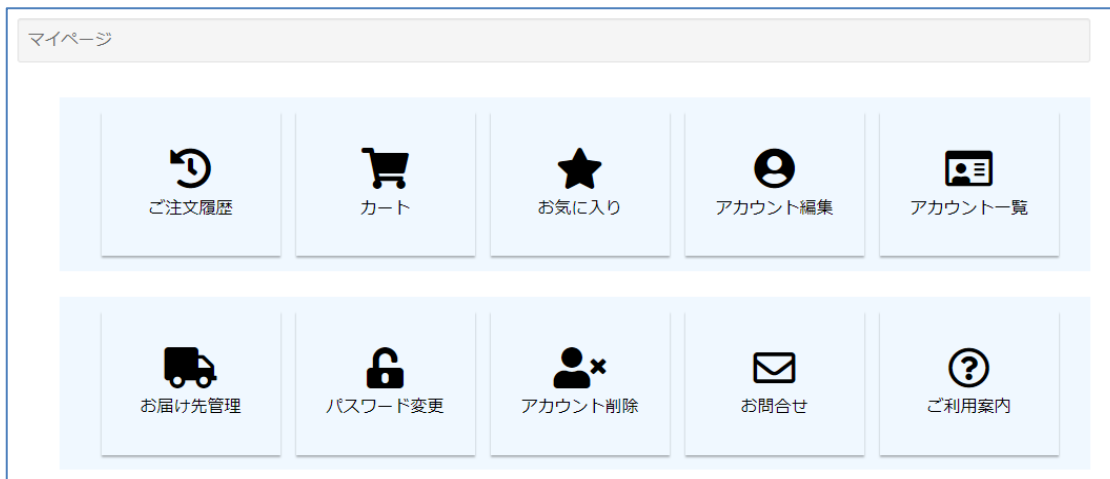 マイページ
ご注文履歴
カート
お気に入り
アカウント編集
アカウント一覧
お届け先管理
パスワード変更
アカウント削除
お問合せ
ご利用案内